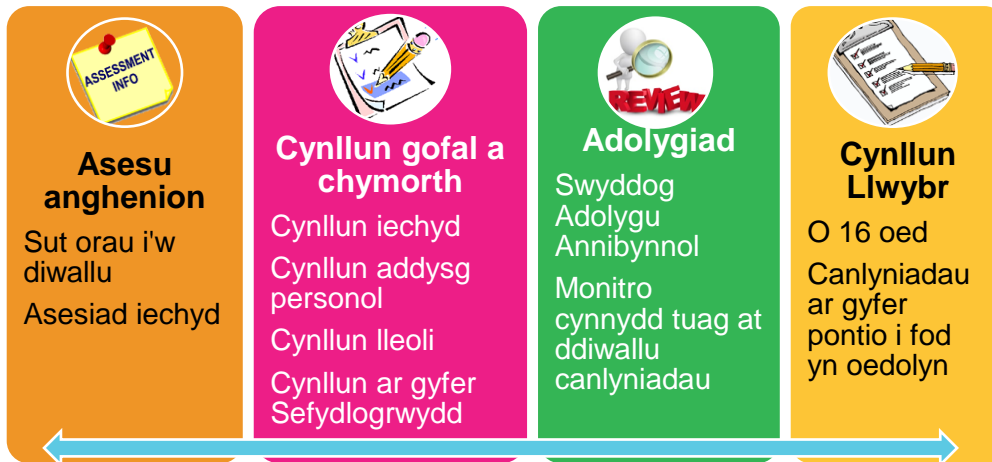 ASSESSMENT
INFO
Asesu
anghenion
Sut orau i'w
diwallu
Asesiad iechyd
Cynllun gofal a
chymorth
Cynllun iechyd
Cynllun addysg
personol
Cynllun lleoli
Cynllun ar gyfer
Sefydlogrwydd
REVIEW
Adolygiad
Swyddog
Adolygu
Annibynnol
Monitro
cynnydd tuag at
ddiwallu
canlyniadau
Cynllun
Llwybr
O 16 oed
Canlyniadau
ar gyfer
pontio i fod
yn oedolyn